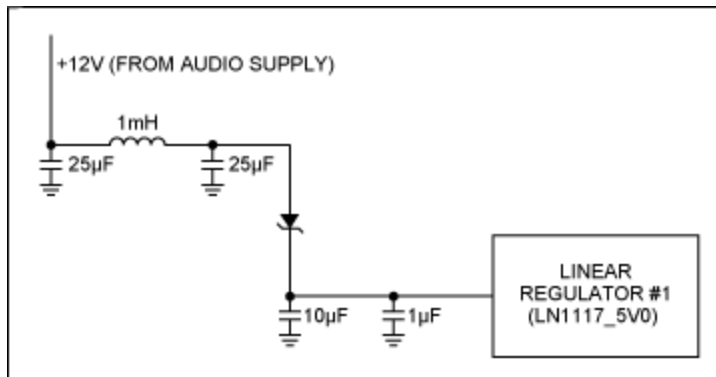 +12V (FROM AUDIO SUPPLY)
1mH
25μF
25μF
LINEAR
REGULATOR #1
(LN1117_5V0)
10μF
1μF